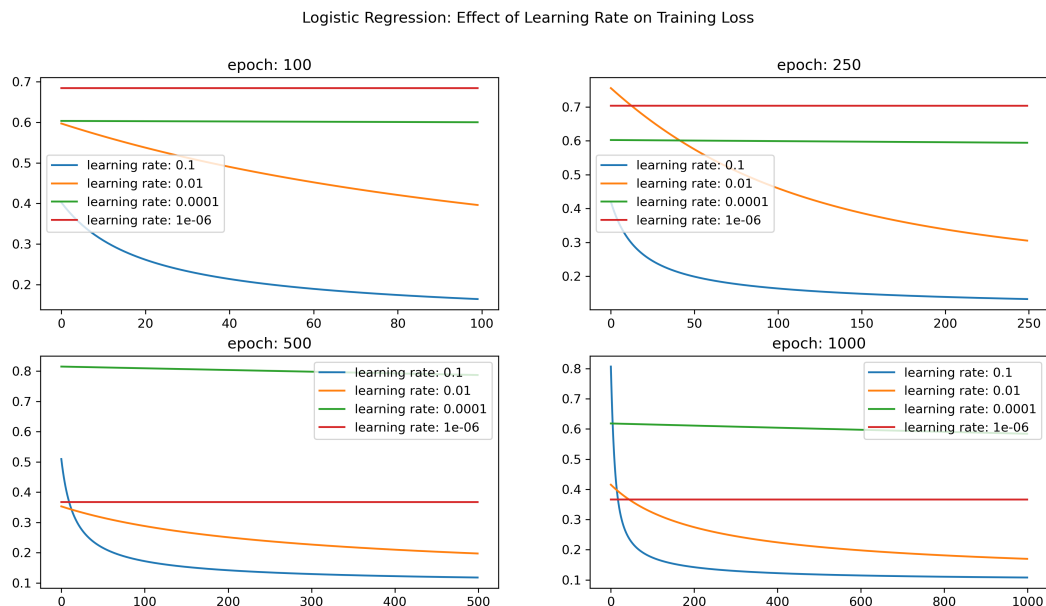 Logistic Regression: Effect of Learning Rate on Training Loss
epoch: 100
0.7
0.6
0.5
0.4
0.3
0.2
learning rate: 0.1
learning rate: 0.01
learning rate: 0.0001
learning rate: 1e-06
0 20 40 60 80 100
epoch: 250
0.7
0.6
0.5
0.4
0.3
0.2
learning rate: 0.1
learning rate: 0.01
learning rate: 0.0001
learning rate: 1e-06
0 50 100 150 200 250
epoch: 500
0.8
0.7
0.6
0.5
0.4
0.3
0.2
0.1
learning rate: 0.1
learning rate: 0.01
learning rate: 0.0001
learning rate: 1e-06
0 100 200 300 400 500
epoch: 1000
0.8
0.7
0.6
0.5
0.4
0.3
0.2
0.1
learning rate: 0.1
learning rate: 0.01
learning rate: 0.0001
learning rate: 1e-06
0 200 400 600 800 1000